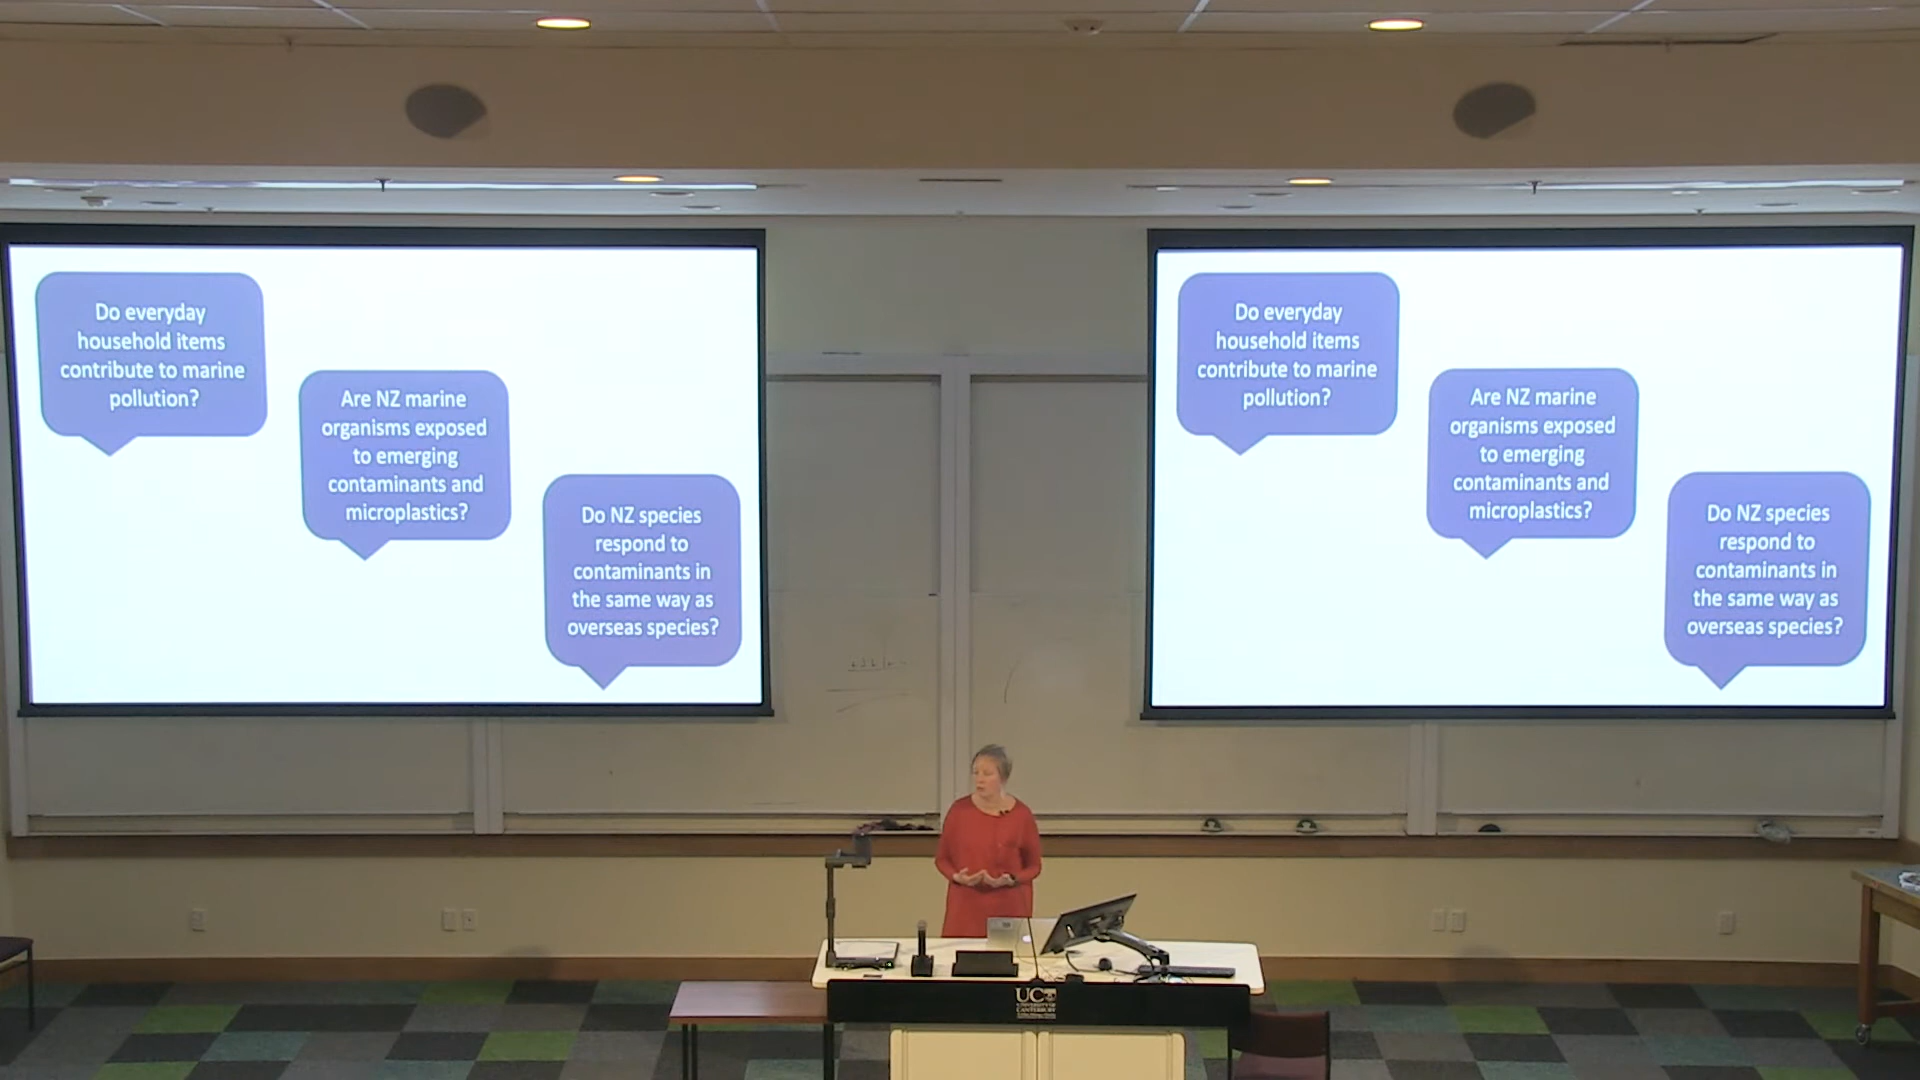 Do everyday
household items
contribute to marine
pollution?
Are NZ marine
organisms exposed
to emerging
contaminants and
microplastics?
Do NZ species
respond to
contaminants in
the same way as
overseas species?
Do everyday
household items
contribute to marine
pollution?
Are NZ marine
organisms exposed
to emerging
contaminants and
microplastics?
Do NZ species
respond to
contaminants in
the same way as
overseas species?
UC
UNIVERSITY OF
CANTERBURY